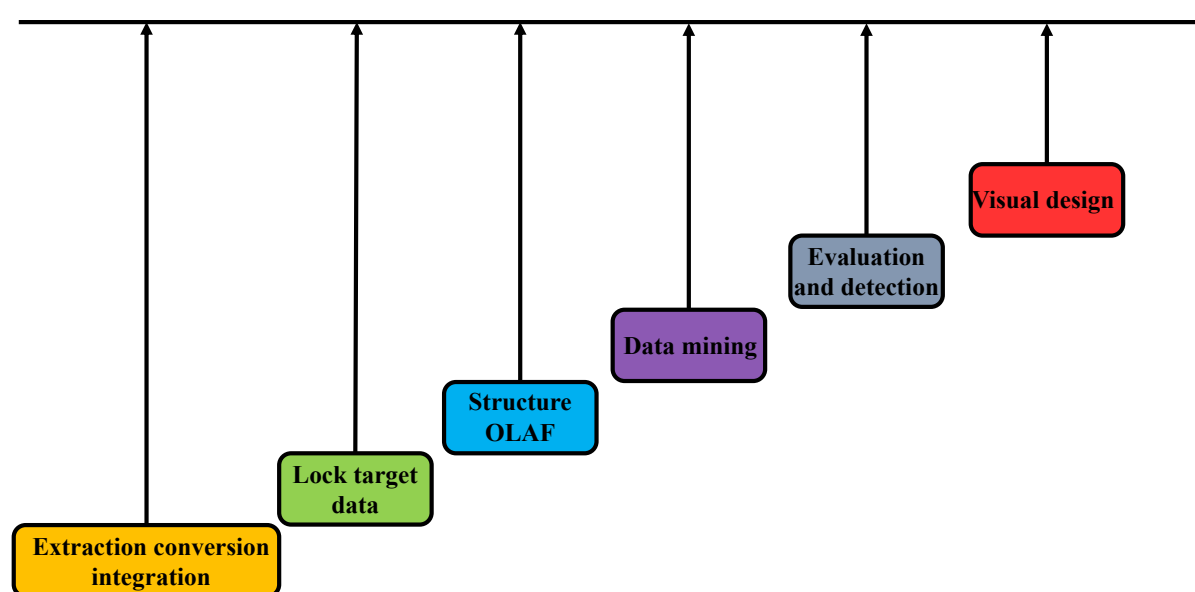 Visual design
Evaluation
and detection
Data mining
Structure
OLAF
Lock target
data
Extraction conversion
integration